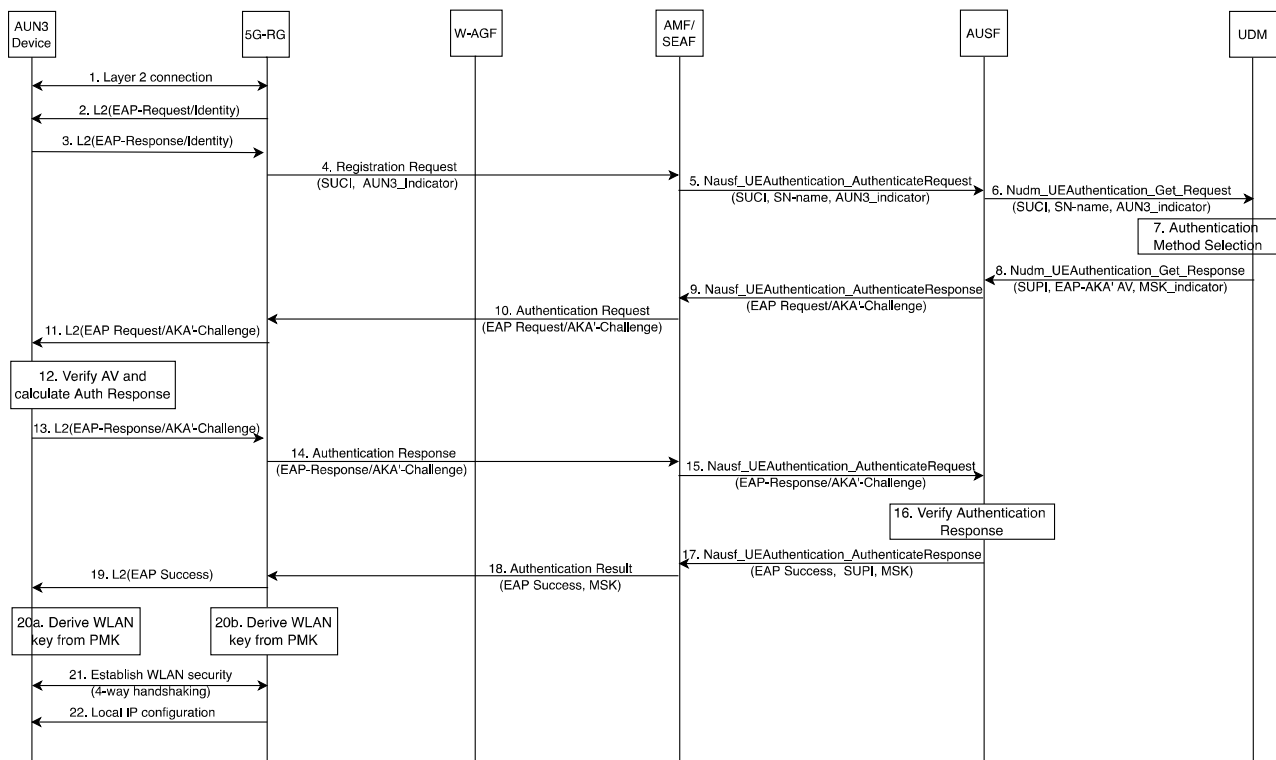 AUN3
Device
5G-RG
W-AGF
AMF/
SEAF
AUSF
UDM
1. Layer 2 connection
2. L2(EAP-Request/Identity)
3. L2(EAP-Response/Identity)
4. Registration Request
(SUCI, AUN3_Indicator)
5. Nausf_UEAuthentication_AuthenticateRequest
(SUCI, SN-name, AUN3_indicator)
6. Nudm_UEAuthentication_Get_Request
(SUCI, SN-name, AUN3_indicator)
7. Authentication
Method Selection
8. Nudm_UEAuthentication_Get_Response
(SUPI, EAP-AKA' AV, MSK_indicator)
9. Nausf_UEAuthentication_AuthenticateResponse
(EAP Request/AKA'-Challenge)
10. Authentication Request
(EAP Request/AKA'-Challenge)
11. L2(EAP Request/AKA'-Challenge)
12. Verify AV and
calculate Auth Response
13. L2(EAP-Response/AKA'-Challenge)
14. Authentication Response
(EAP-Response/AKA'-Challenge)
15. Nausf_UEAuthentication_AuthenticateRequest
(EAP-Response/AKA'-Challenge)
16. Verify Authentication
Response
17. Nausf_UEAuthentication_AuthenticateResponse
(EAP Success, SUPI, MSK)
18. Authentication Result
(EAP Success, MSK)
19. L2(EAP Success)
20a. Derive WLAN
key from PMK
20b. Derive WLAN
key from PMK
21. Establish WLAN security
(4-way handshaking)
22. Local IP configuration